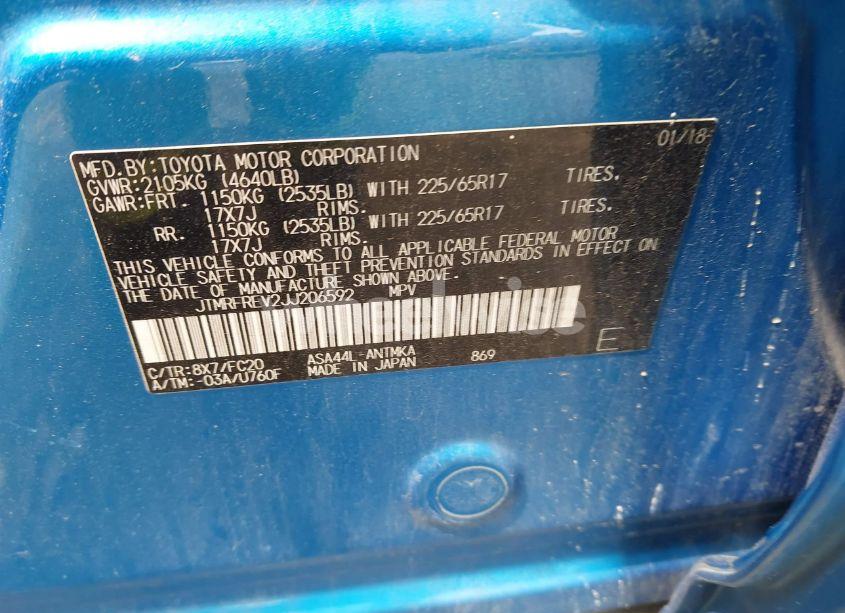 01/18
MFD. BY: TOYOTA MOTOR CORPORATION
GVWR: 2105KG (4640LB)
GAWR: FRT. 1150KG (2535LB) WITH 225/65R17 TIRES.
17X7J RIMS.
RR. 1150KG (2535LB) WITH 225/65R17 TIRES.
17X7J RIMS.
THIS VEHICLE CONFORMS TO ALL APPLICABLE FEDERAL MOTOR
VEHICLE SAFETY AND THEFT PREVENTION STANDARDS IN EFFECT ON
THE DATE OF MANUFACTURE SHOWN ABOVE.
JTMRFREV2JJ206592 MPV
C/TR: 8X7/FC20 ASA44L-ANTMKA 869 E
A/TM: -03A/U760F MADE IN JAPAN